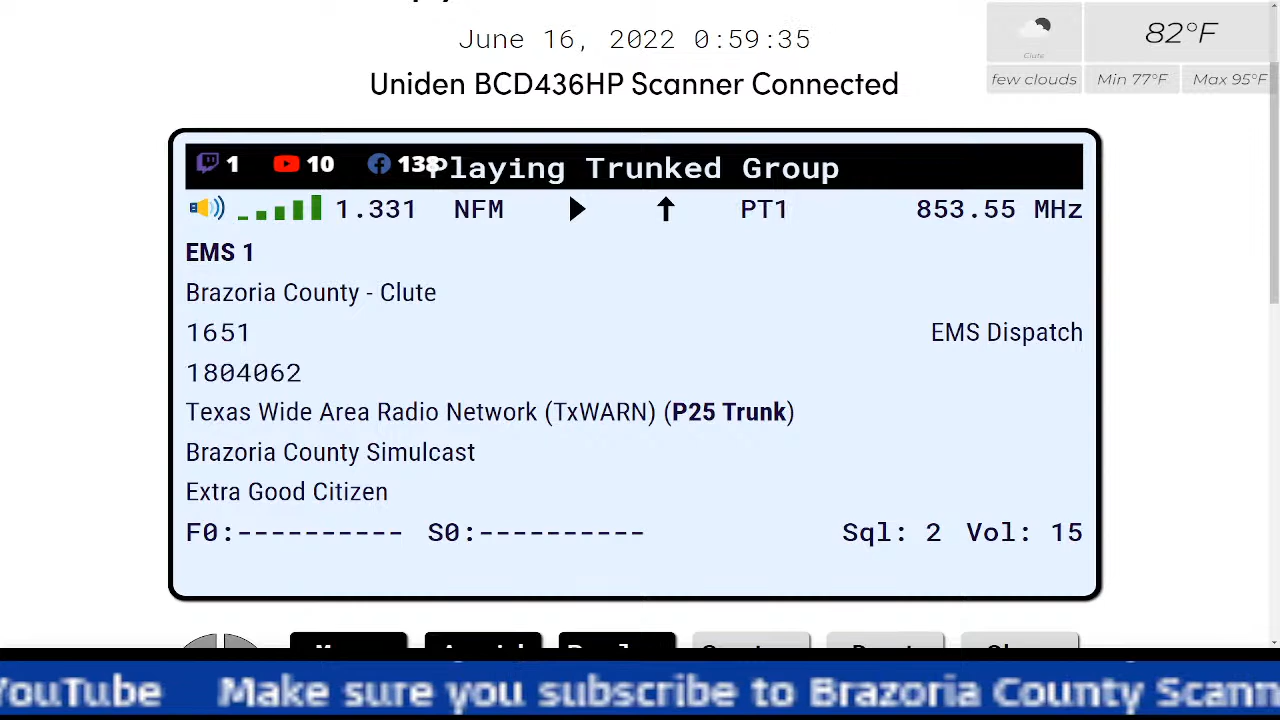 June 16, 2022 0:59:35
82°F
Clute
few clouds Min 77°F Max 95°F
Uniden BCD436HP Scanner Connected
1 10 138 Playing Trunked Group
1.331 NFM PT1 853.55 MHz
EMS 1
Brazoria County - Clute
1651 EMS Dispatch
1804062
Texas Wide Area Radio Network (TxWARN) (P25 Trunk)
Brazoria County Simulcast
Extra Good Citizen
F0:---------- S0:---------- Sql: 2 Vol: 15
YouTube Make sure you subscribe to Brazoria County Scann